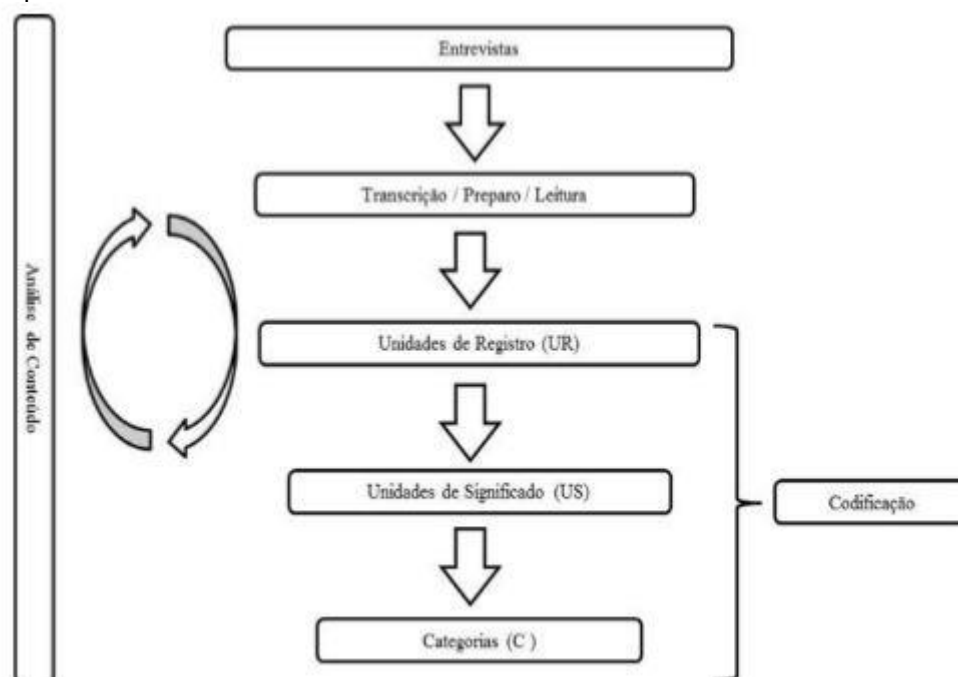 Análise de Conteúdo
Entrevistas
Transcrição / Preparo / Leitura
Unidades de Registro (UR)
Unidades de Significado (US)
Codificação
Categorias (C )